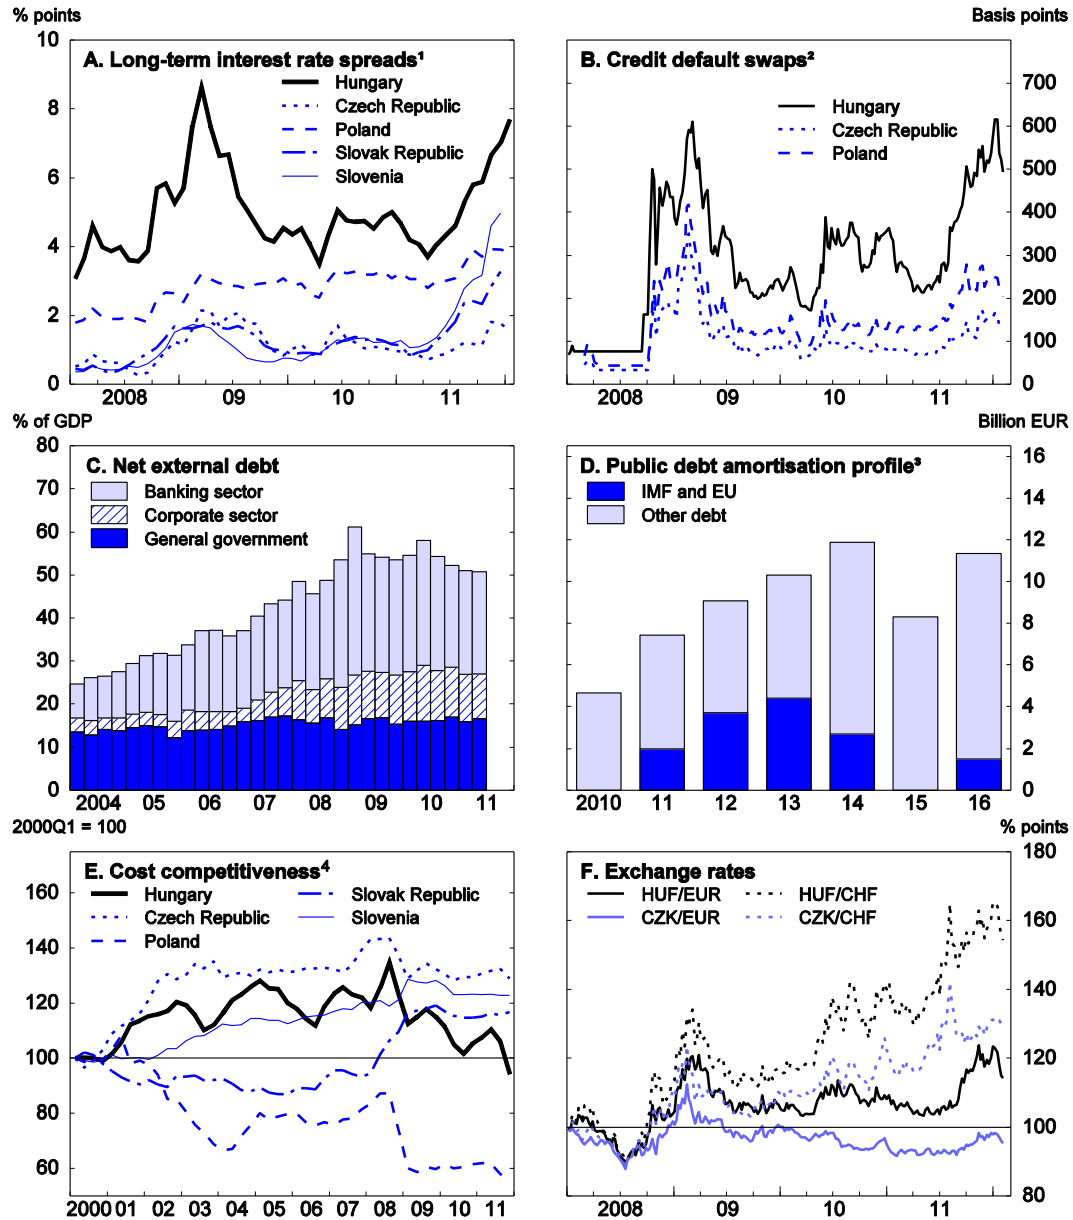 % points
Basis points
A. Long-term interest rate spreads¹
Hungary
Czech Republic
Poland
Slovak Republic
Slovenia
10
8
6
4
2
0
2008 09 10 11
B. Credit default swaps²
Hungary
Czech Republic
Poland
700
600
500
400
300
200
100
0
2008 09 10 11
% of GDP
Billion EUR
C. Net external debt
Banking sector
Corporate sector
General government
80
70
60
50
40
30
20
10
0
2004 05 06 07 08 09 10 11
D. Public debt amortisation profile³
IMF and EU
Other debt
16
14
12
10
8
6
4
2
0
2010 11 12 13 14 15 16
2000Q1 = 100
% points
E. Cost competitiveness⁴
Hungary
Czech Republic
Poland
Slovak Republic
Slovenia
160
140
120
100
80
60
2000 01 02 03 04 05 06 07 08 09 10 11
F. Exchange rates
HUF/EUR
CZK/EUR
HUF/CHF
CZK/CHF
180
160
140
120
100
80
2008 09 10 11